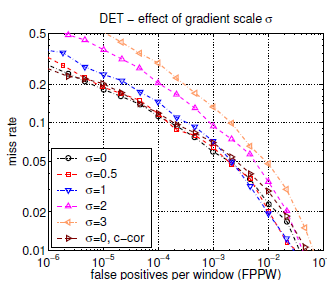 DET − effect of gradient scale σ
0.5
0.2
0.1
0.05
0.02
0.01
miss rate
σ=0
σ=0.5
σ=1
σ=2
σ=3
σ=0, c−cor
10⁻⁶ 10⁻⁵ 10⁻⁴ 10⁻³ 10⁻² 10⁻
false positives per window (FPPW)